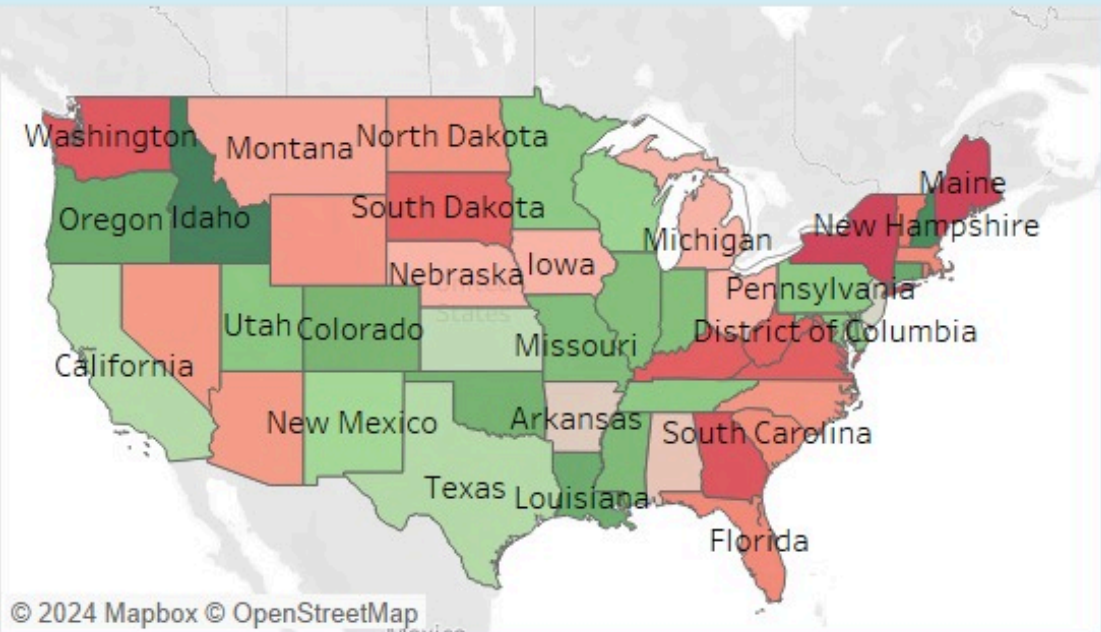 Washington
Montana
North Dakota
Maine
Oregon
Idaho
South Dakota
New Hampshire
Michigan
Nebraska
Iowa
Pennsylvania
States
Utah
Colorado
Missouri
District of Columbia
California
New Mexico
Arkansas
South Carolina
Texas
Louisiana
Florida
© 2024 Mapbox © OpenStreetMap